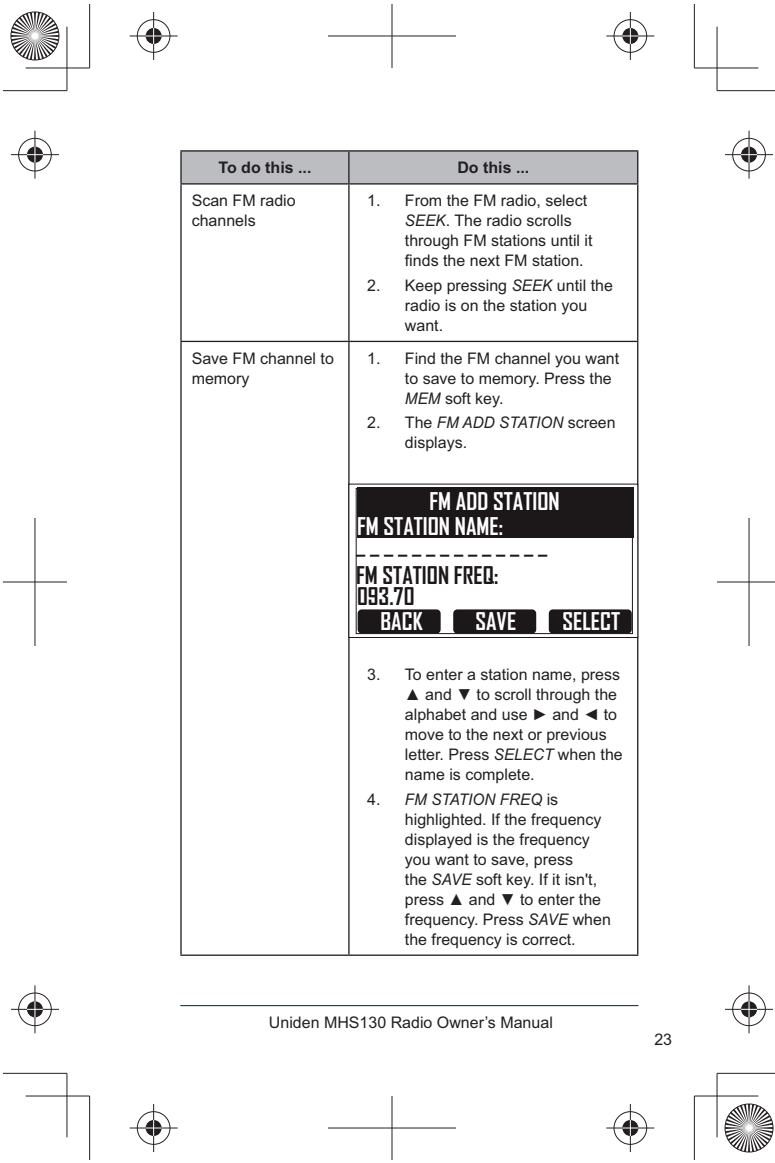 To do this ...
Do this ...
Scan FM radio
channels
1. From the FM radio, select
SEEK. The radio scrolls
through FM stations until it
finds the next FM station.
2. Keep pressing SEEK until the
radio is on the station you
want.
Save FM channel to
memory
1. Find the FM channel you want
to save to memory. Press the
MEM soft key.
2. The FM ADD STATION screen
displays.
FM ADD STATION
FM STATION NAME:
_ _ _ _ _ _ _ _ _ _ _ _ _ _
FM STATION FREQ:
093.70
BACK SAVE SELECT
3. To enter a station name, press
▲ and ▼ to scroll through the
alphabet and use ► and ◄ to
move to the next or previous
letter. Press SELECT when the
name is complete.
4. FM STATION FREQ is
highlighted. If the frequency
displayed is the frequency
you want to save, press
the SAVE soft key. If it isn't,
press ▲ and ▼ to enter the
frequency. Press SAVE when
the frequency is correct.
Uniden MHS130 Radio Owner’s Manual
23